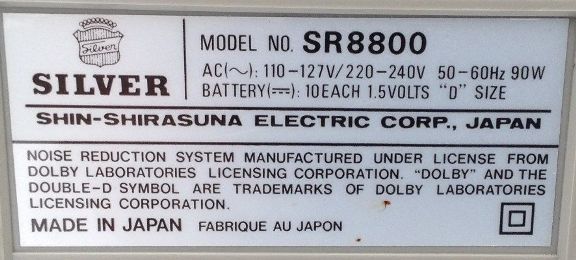 Silver
SILVER
MODEL NO. SR8800
AC(∼): 110-127V/220-240V 50-60Hz 90W
BATTERY(⎓): 10EACH 1.5VOLTS "D" SIZE
SHIN-SHIRASUNA ELECTRIC CORP., JAPAN
NOISE REDUCTION SYSTEM MANUFACTURED UNDER LICENSE FROM
DOLBY LABORATORIES LICENSING CORPORATION. "DOLBY" AND THE
DOUBLE-D SYMBOL ARE TRADEMARKS OF DOLBY LABORATORIES
LICENSING CORPORATION.
MADE IN JAPAN FABRIQUE AU JAPON